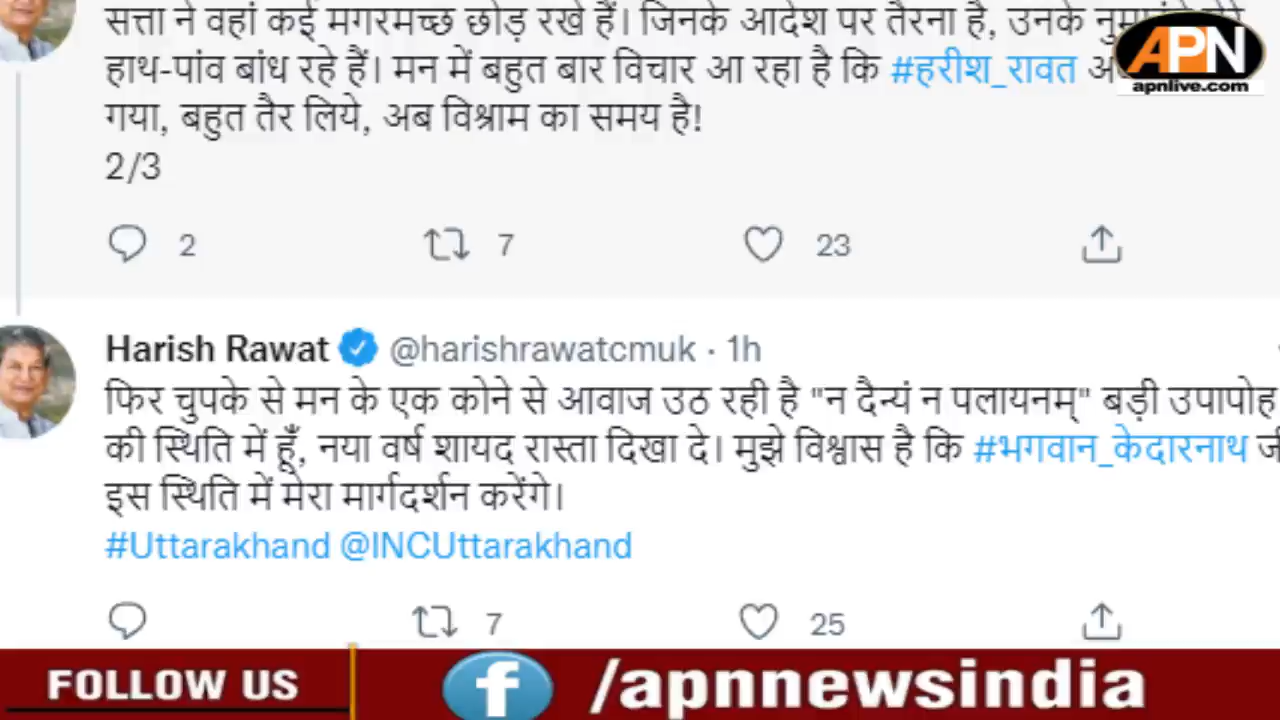 सत्ता ने वहां कई मगरमच्छ छोड़ रखे हैं। जिनके आदेश पर तैरना है, उनके
हाथ-पांव बांध रहे हैं। मन में बहुत बार विचार आ रहा है कि #हरीश_रावत
गया, बहुत तैर लिये, अब विश्राम का समय है!
2/3
2 7 23
APN
apnlive.com
Harish Rawat @harishrawatcmuk · 1h
फिर चुपके से मन के एक कोने से आवाज उठ रही है "न दैन्यं न पलायनम्" बड़ी उपापोह
की स्थिति में हूँ, नया वर्ष शायद रास्ता दिखा दे। मुझे विश्वास है कि #भगवान_केदारनाथ
इस स्थिति में मेरा मार्गदर्शन करेंगे।
#Uttarakhand @INCUttarakhand
7 25
FOLLOW US f /apnnewsindia